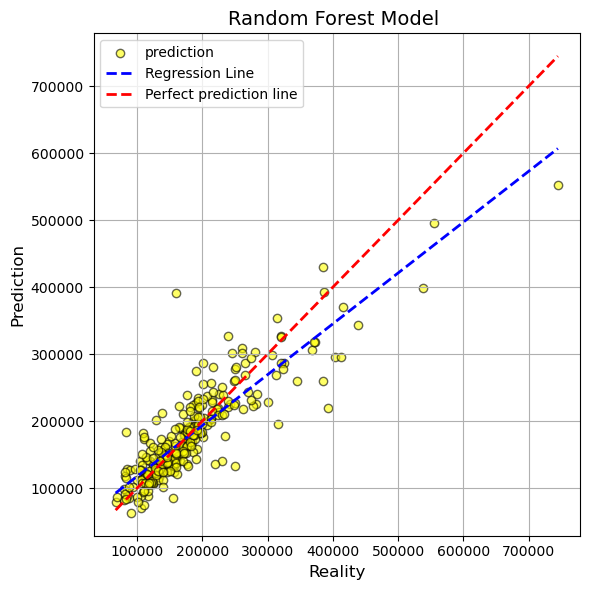 Random Forest Model
prediction
Regression Line
Perfect prediction line
700000
600000
500000
400000
300000
200000
100000
Prediction
100000 200000 300000 400000 500000 600000 700000
Reality